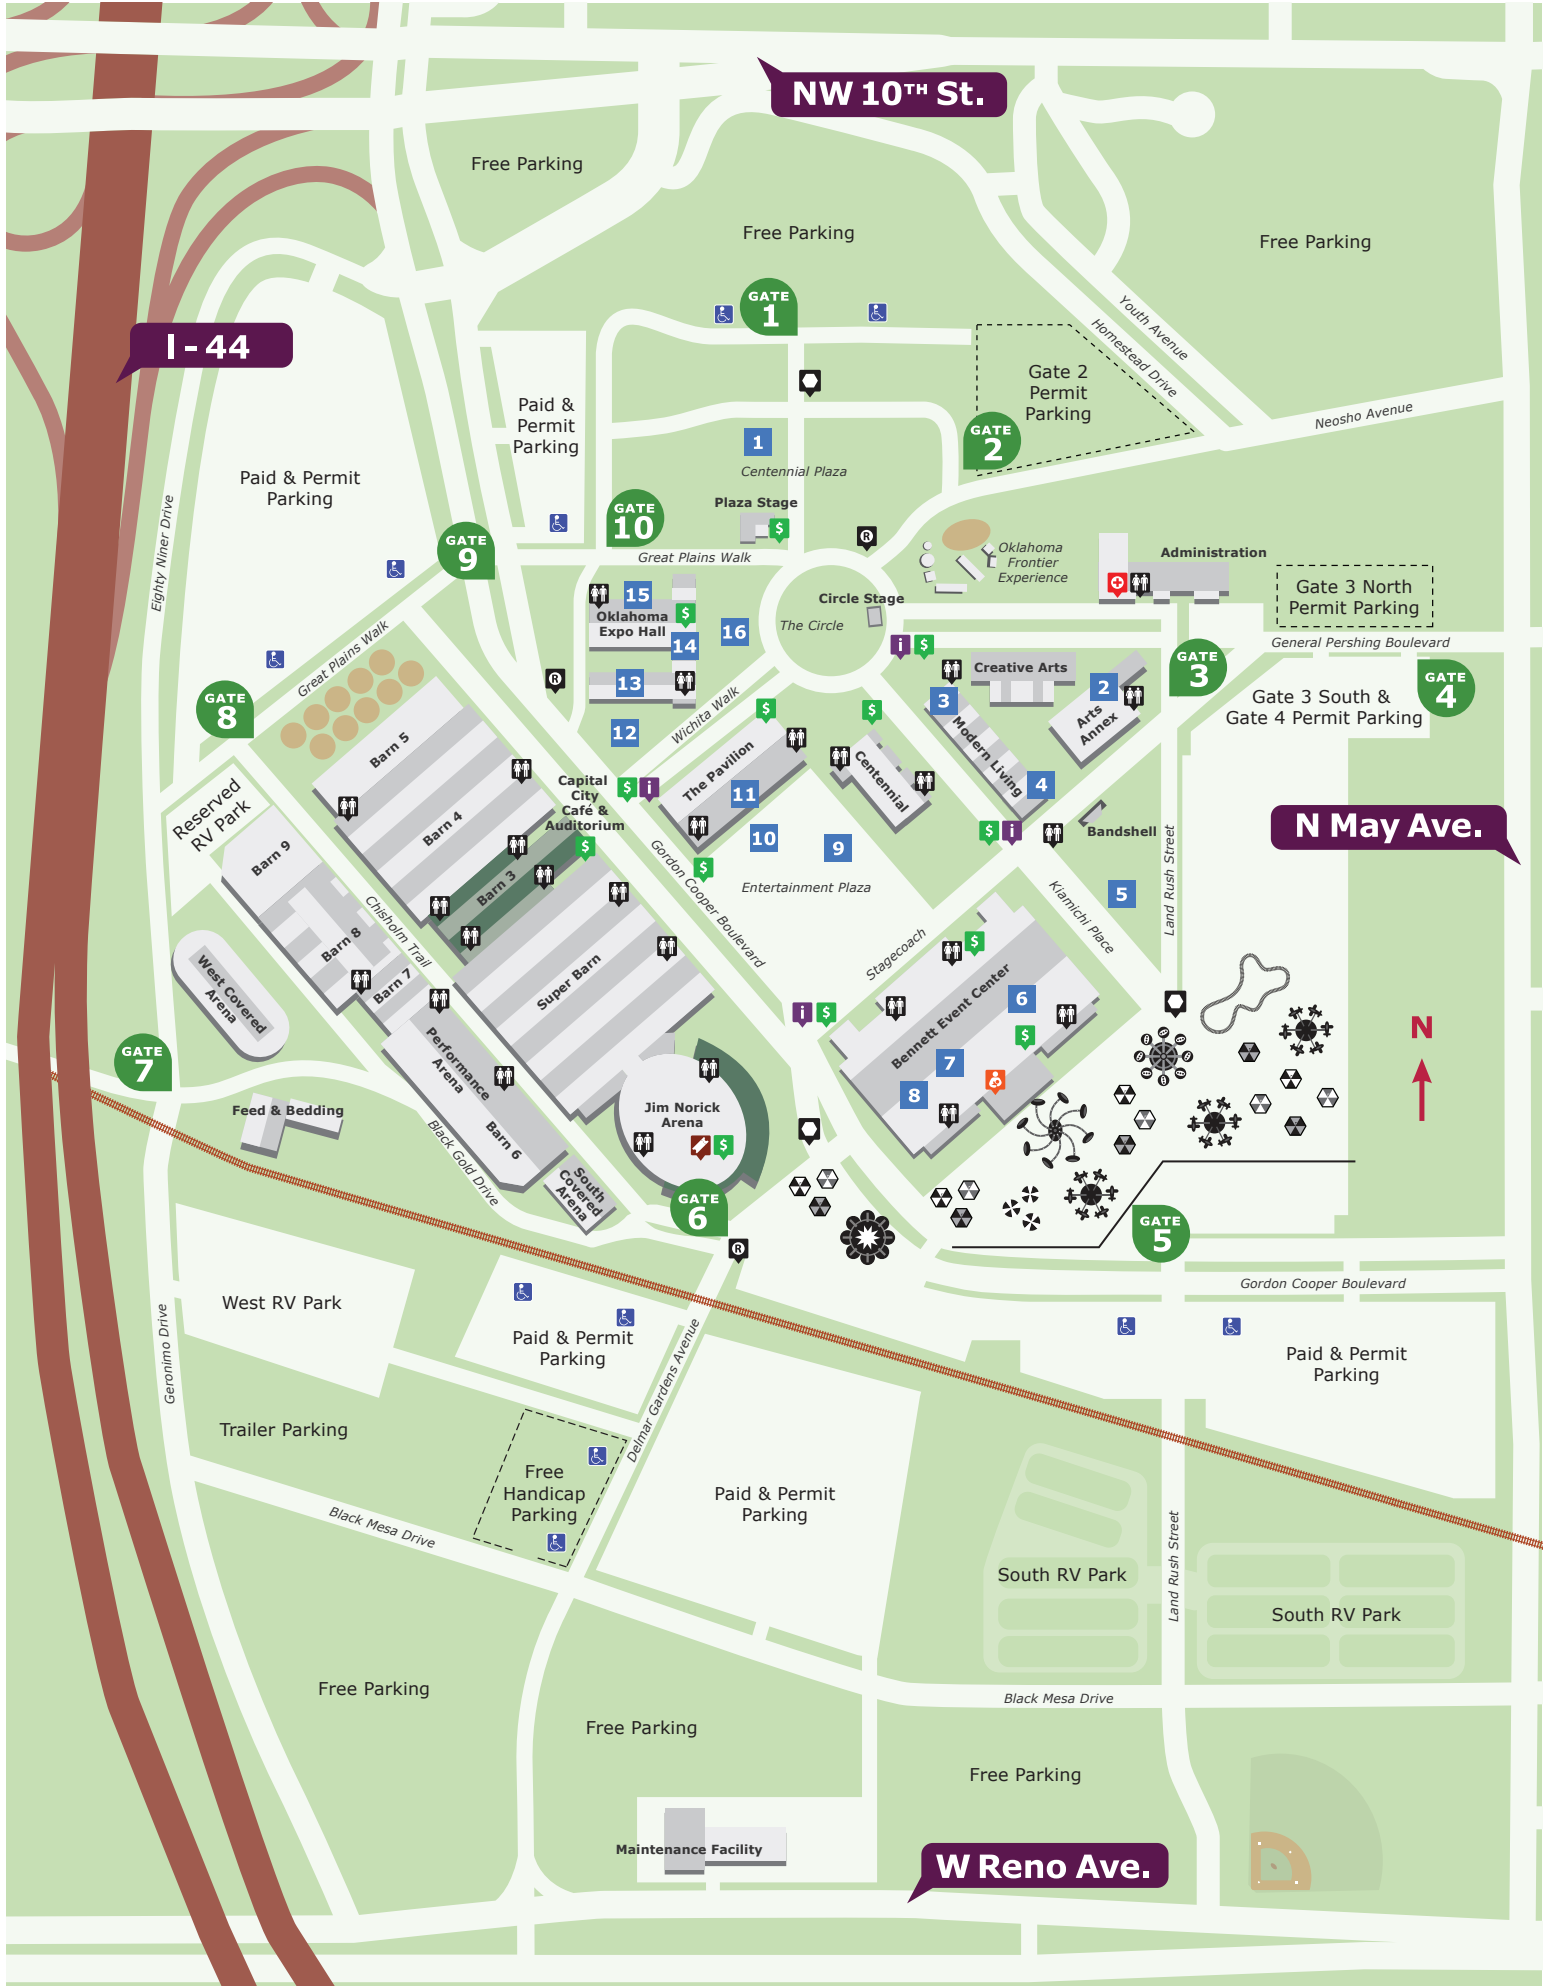 NW 10TH St.
Free Parking
Free Parking
Free Parking
GATE
1
I - 44
Youth Avenue
Homestead Drive
Gate 2
Permit
Parking
Paid &
Permit
Parking
Neosho Avenue
GATE
2
1
Centennial Plaza
Paid & Permit
Parking
Eighty Niner Drive
Plaza Stage
$
GATE
10
GATE
9
Great Plains Walk
R
Oklahoma
Frontier
Experience
Administration
Gate 3 North
Permit Parking
15
Oklahoma
Expo Hall
$
14
16
Circle Stage
The Circle
i
$
General Pershing Boulevard
Great Plains Walk
GATE
8
R
13
12
Wichita Walk
$
$
Creative Arts
3
2
Arts
Annex
Modern Living
4
GATE
3
GATE
4
Gate 3 South &
Gate 4 Permit Parking
Barn 5
Barn 4
Barn 3
Capital
City
Café &
Auditorium
$
$
i
The Pavilion
11
10
9
Centennial
$
i
Bandshell
N May Ave.
Reserved
RV Park
Barn 9
Barn 8
Barn 7
Chisholm Trail
$
Gordon Cooper Boulevard
Entertainment Plaza
5
Kiamichi Place
Land Rush Street
Stagecoach
$
West Covered
Arena
Super Barn
Bennett Event Center
6
i
$
$
7
8
N
GATE
7
Performance
Arena
Feed & Bedding
Barn 6
Black Gold Drive
Jim Norick
Arena
$
South
Covered
Arena
GATE
6
R
GATE
5
Gordon Cooper Boulevard
West RV Park
Geronimo Drive
Paid & Permit
Parking
Delmar Gardens Avenue
Paid & Permit
Parking
Trailer Parking
Free
Handicap
Parking
Paid & Permit
Parking
Black Mesa Drive
South RV Park
Land Rush Street
South RV Park
Free Parking
Free Parking
Black Mesa Drive
Free Parking
Maintenance Facility
W Reno Ave.